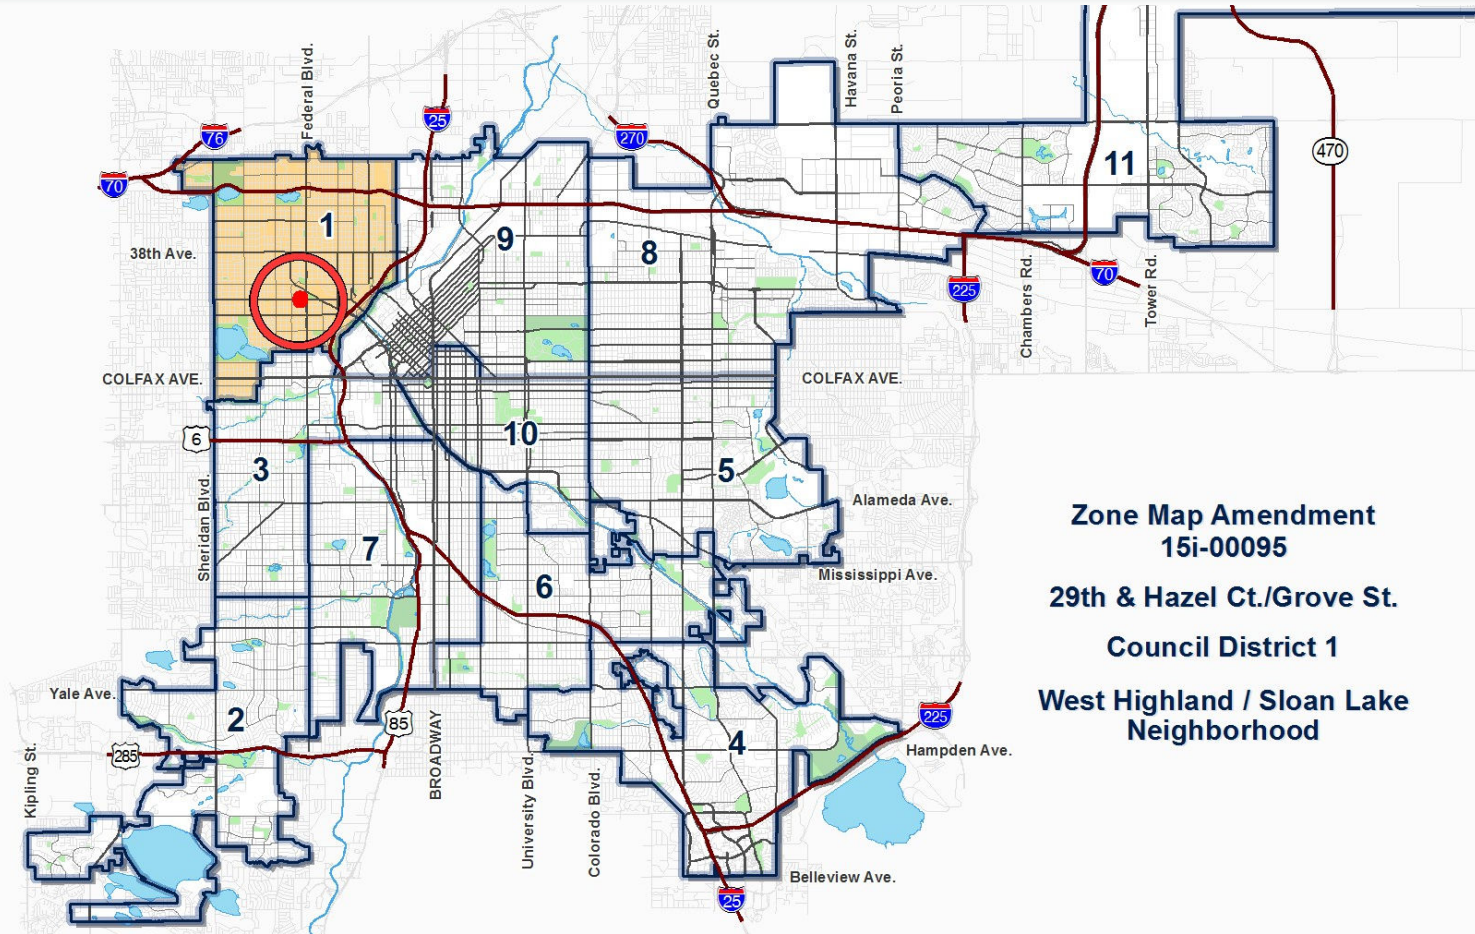 Federal Blvd.
Quebec St.
Havana St.
Peoria St.
76
25
270
70
470
11
1
9
8
38th Ave.
225
70
Chambers Rd.
Tower Rd.
COLFAX AVE.
COLFAX AVE.
6
10
3
5
Sheridan Blvd.
Alameda Ave.
7
6
Mississippi Ave.
Zone Map Amendment
15i-00095
29th & Hazel Ct./Grove St.
Council District 1
West Highland / Sloan Lake
Neighborhood
Yale Ave.
2
85
225
4
Hampden Ave.
285
Kipling St.
BROADWAY
University Blvd.
Colorado Blvd.
Belleview Ave.
25